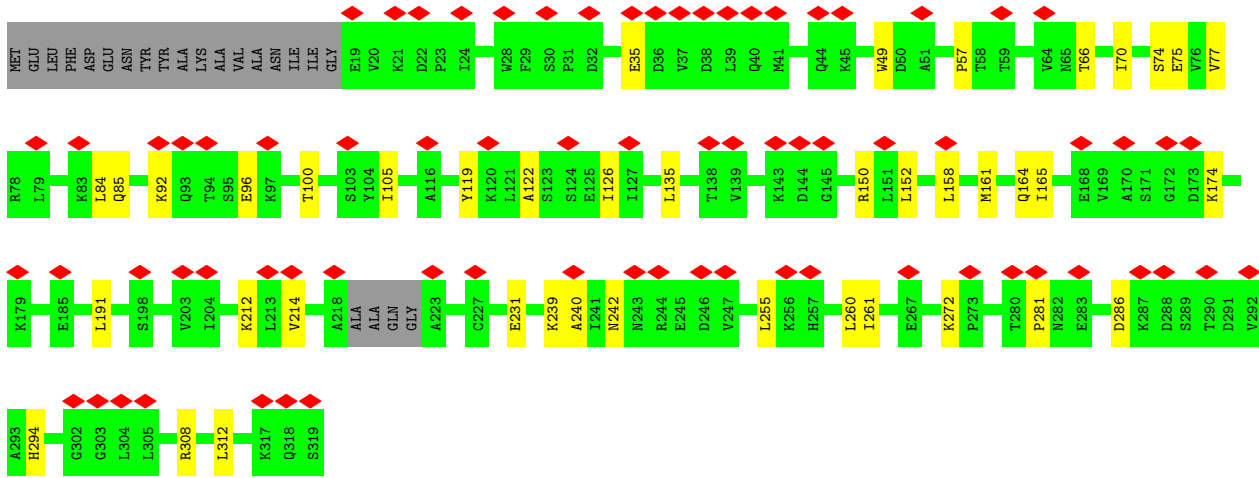 MET GLU LEU PHE ASP GLU ASN TYR TYR ALA LYS ALA VAL ALA ASN ILE ILE GLY E19 V20 K21 D22 P23 I24 W28 F29 S30 P31 D32 E35 D36 V37 D38 L39 Q40 M41 Q44 K45 W49 D50 A51 P57 T58 T59 V64 N65 T66 I70 S74 E75 V76 V77
R78 L79 K83 L84 Q85 K92 Q93 T94 S95 E96 K97 T100 S103 Y104 I105 A116 Y119 K120 L121 A122 S123 S124 E125 I126 I127 L135 T138 V139 K143 D144 G145 R150 L151 L152 L158 M161 Q164 I165 E168 V169 A170 S171 G172 D173 K174
K179 E185 L191 S198 V203 I204 K212 L213 V214 A218 ALA ALA GLN GLY A223 C227 E231 K239 A240 I241 N242 N243 R244 E245 D246 V247 L255 K256 H257 L260 I261 E267 K272 P273 T280 P281 N282 E283 D286 K287 D288 S289 T290 D291 V292
A293 H294 G302 G303 L304 L305 R308 L312 K317 Q318 S319